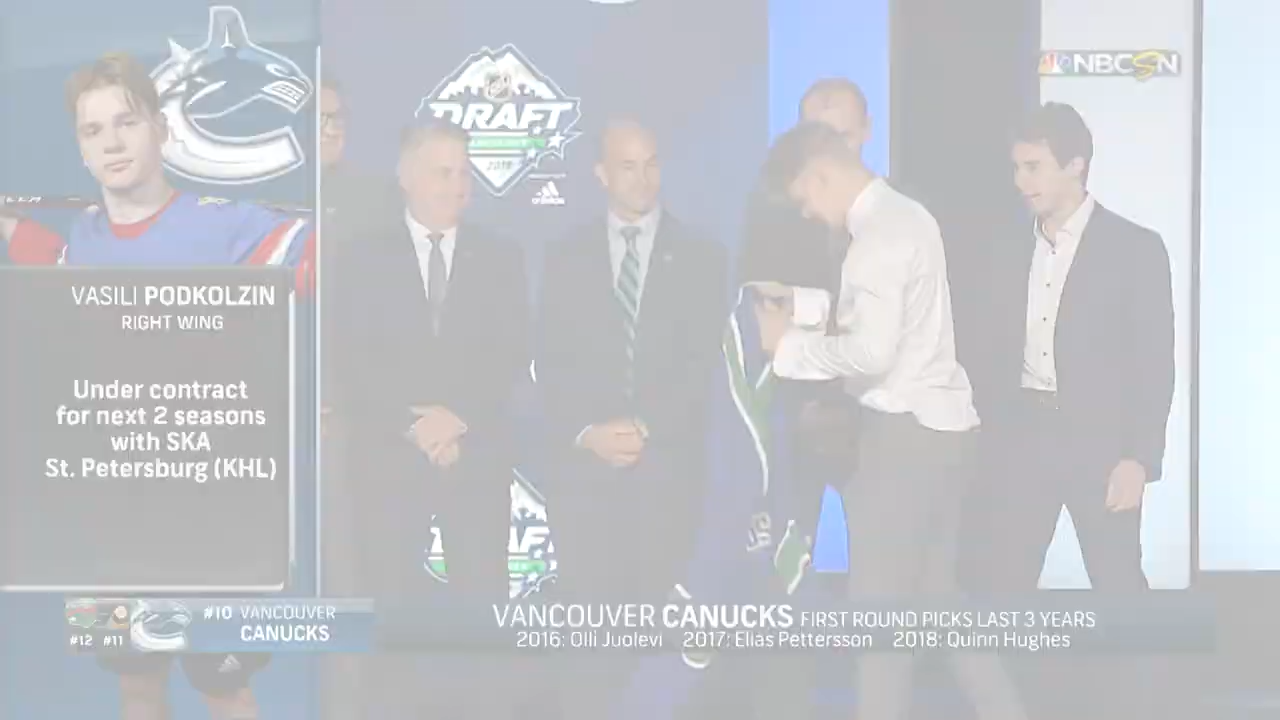 NBCSN
DRAFT
adidas
VASILI PODKOLZIN
RIGHT WING
Under contract
for next 2 seasons
with SKA
St. Petersburg (KHL)
#12 #11
#10 VANCOUVER
CANUCKS
VANCOUVER CANUCKS FIRST ROUND PICKS LAST 3 YEARS
2016: Olli Juolevi 2017: Elias Pettersson 2018: Quinn Hughes